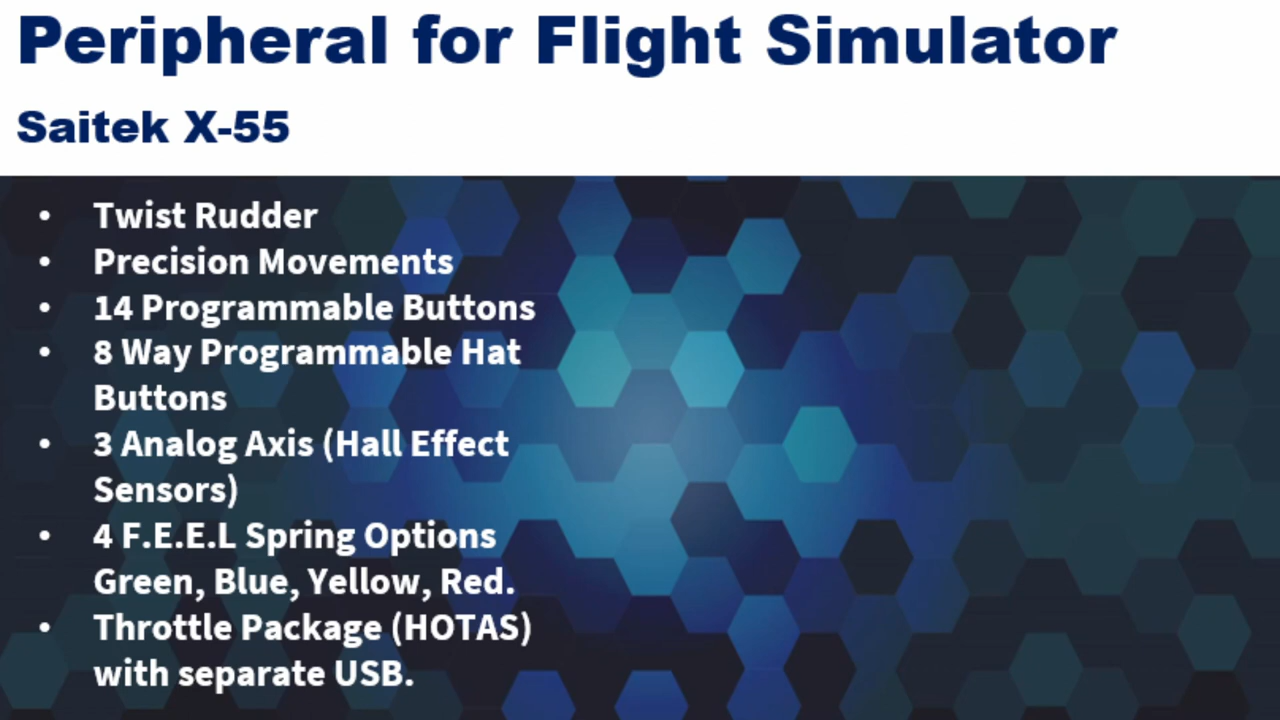 Peripheral for Flight Simulator
Saitek X-55
• Twist Rudder
• Precision Movements
• 14 Programmable Buttons
• 8 Way Programmable Hat
Buttons
• 3 Analog Axis (Hall Effect
Sensors)
• 4 F.E.E.L Spring Options
Green, Blue, Yellow, Red.
• Throttle Package (HOTAS)
with separate USB.